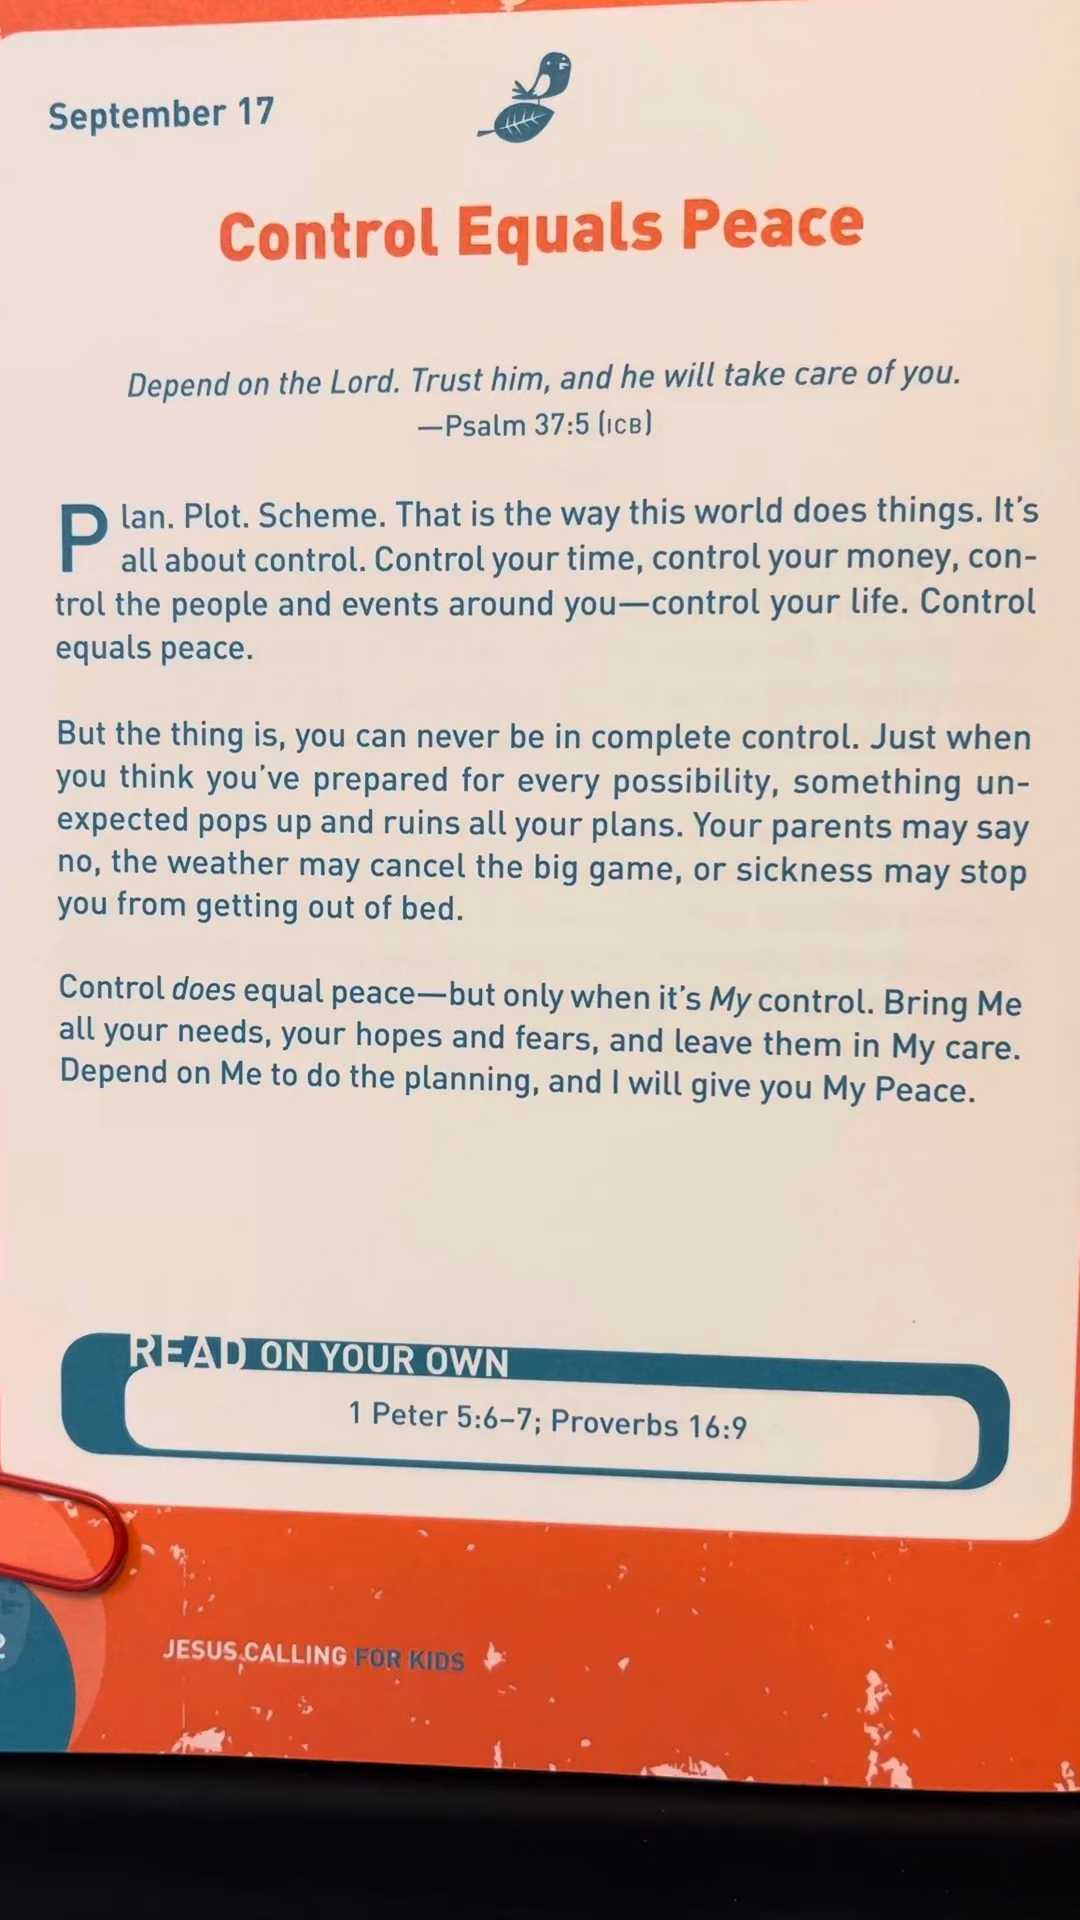 September 17
Control Equals Peace
Depend on the Lord. Trust him, and he will take care of you.
—Psalm 37:5 (ICB)
Plan. Plot. Scheme. That is the way this world does things. It's
all about control. Control your time, control your money, con-
trol the people and events around you—control your life. Control
equals peace.
But the thing is, you can never be in complete control. Just when
you think you've prepared for every possibility, something un-
expected pops up and ruins all your plans. Your parents may say
no, the weather may cancel the big game, or sickness may stop
you from getting out of bed.
Control does equal peace—but only when it's My control. Bring Me
all your needs, your hopes and fears, and leave them in My care.
Depend on Me to do the planning, and I will give you My Peace.
READ ON YOUR OWN
1 Peter 5:6–7; Proverbs 16:9
JESUS CALLING FOR KIDS